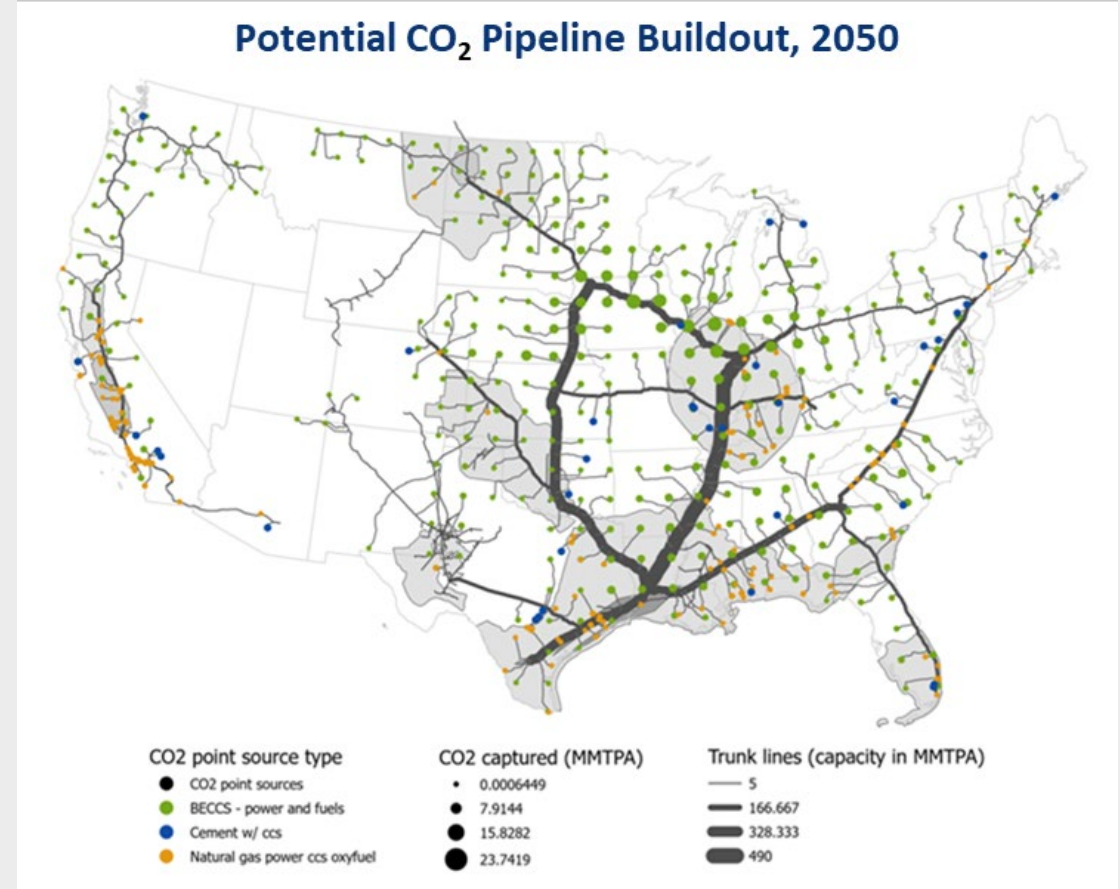 Potential CO₂ Pipeline Buildout, 2050
CO2 point source type
CO2 point sources
BECCS - power and fuels
Cement w/ ccs
Natural gas power ccs oxyfuel
CO2 captured (MMTPA)
0.0006449
7.9144
15.8282
23.7419
Trunk lines (capacity in MMTPA)
5
166.667
328.333
490